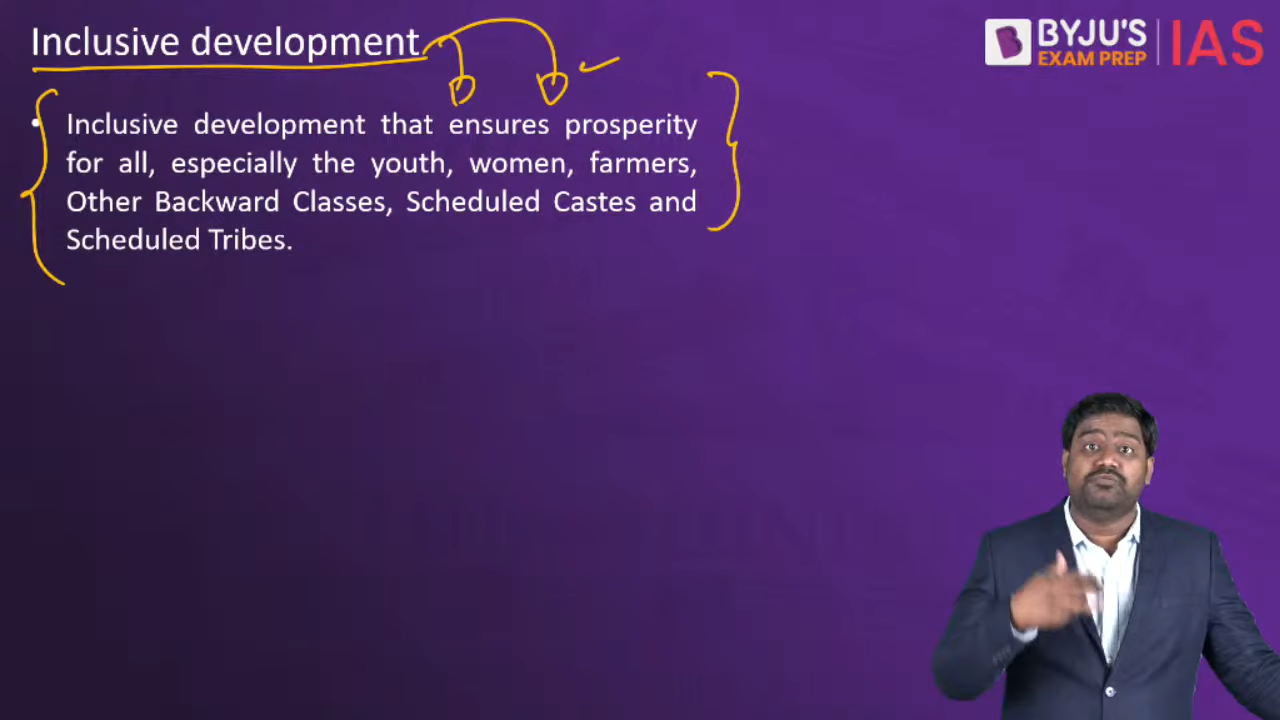 Inclusive development
BYJU'S
EXAM PREP
IAS
• Inclusive development that ensures prosperity
for all, especially the youth, women, farmers,
Other Backward Classes, Scheduled Castes and
Scheduled Tribes.